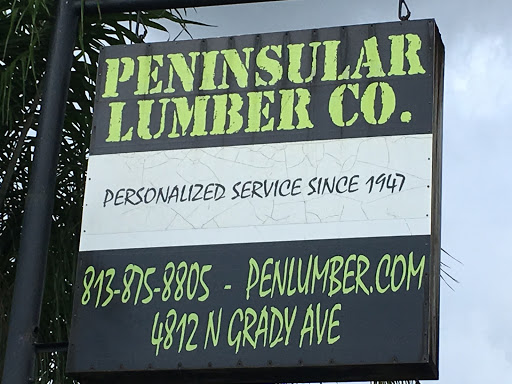 PENINSULAR
LUMBER CO.
PERSONALIZED SERVICE SINCE 1947
813-875-8805 - PENLUMBER.COM
4812 N GRADY AVE